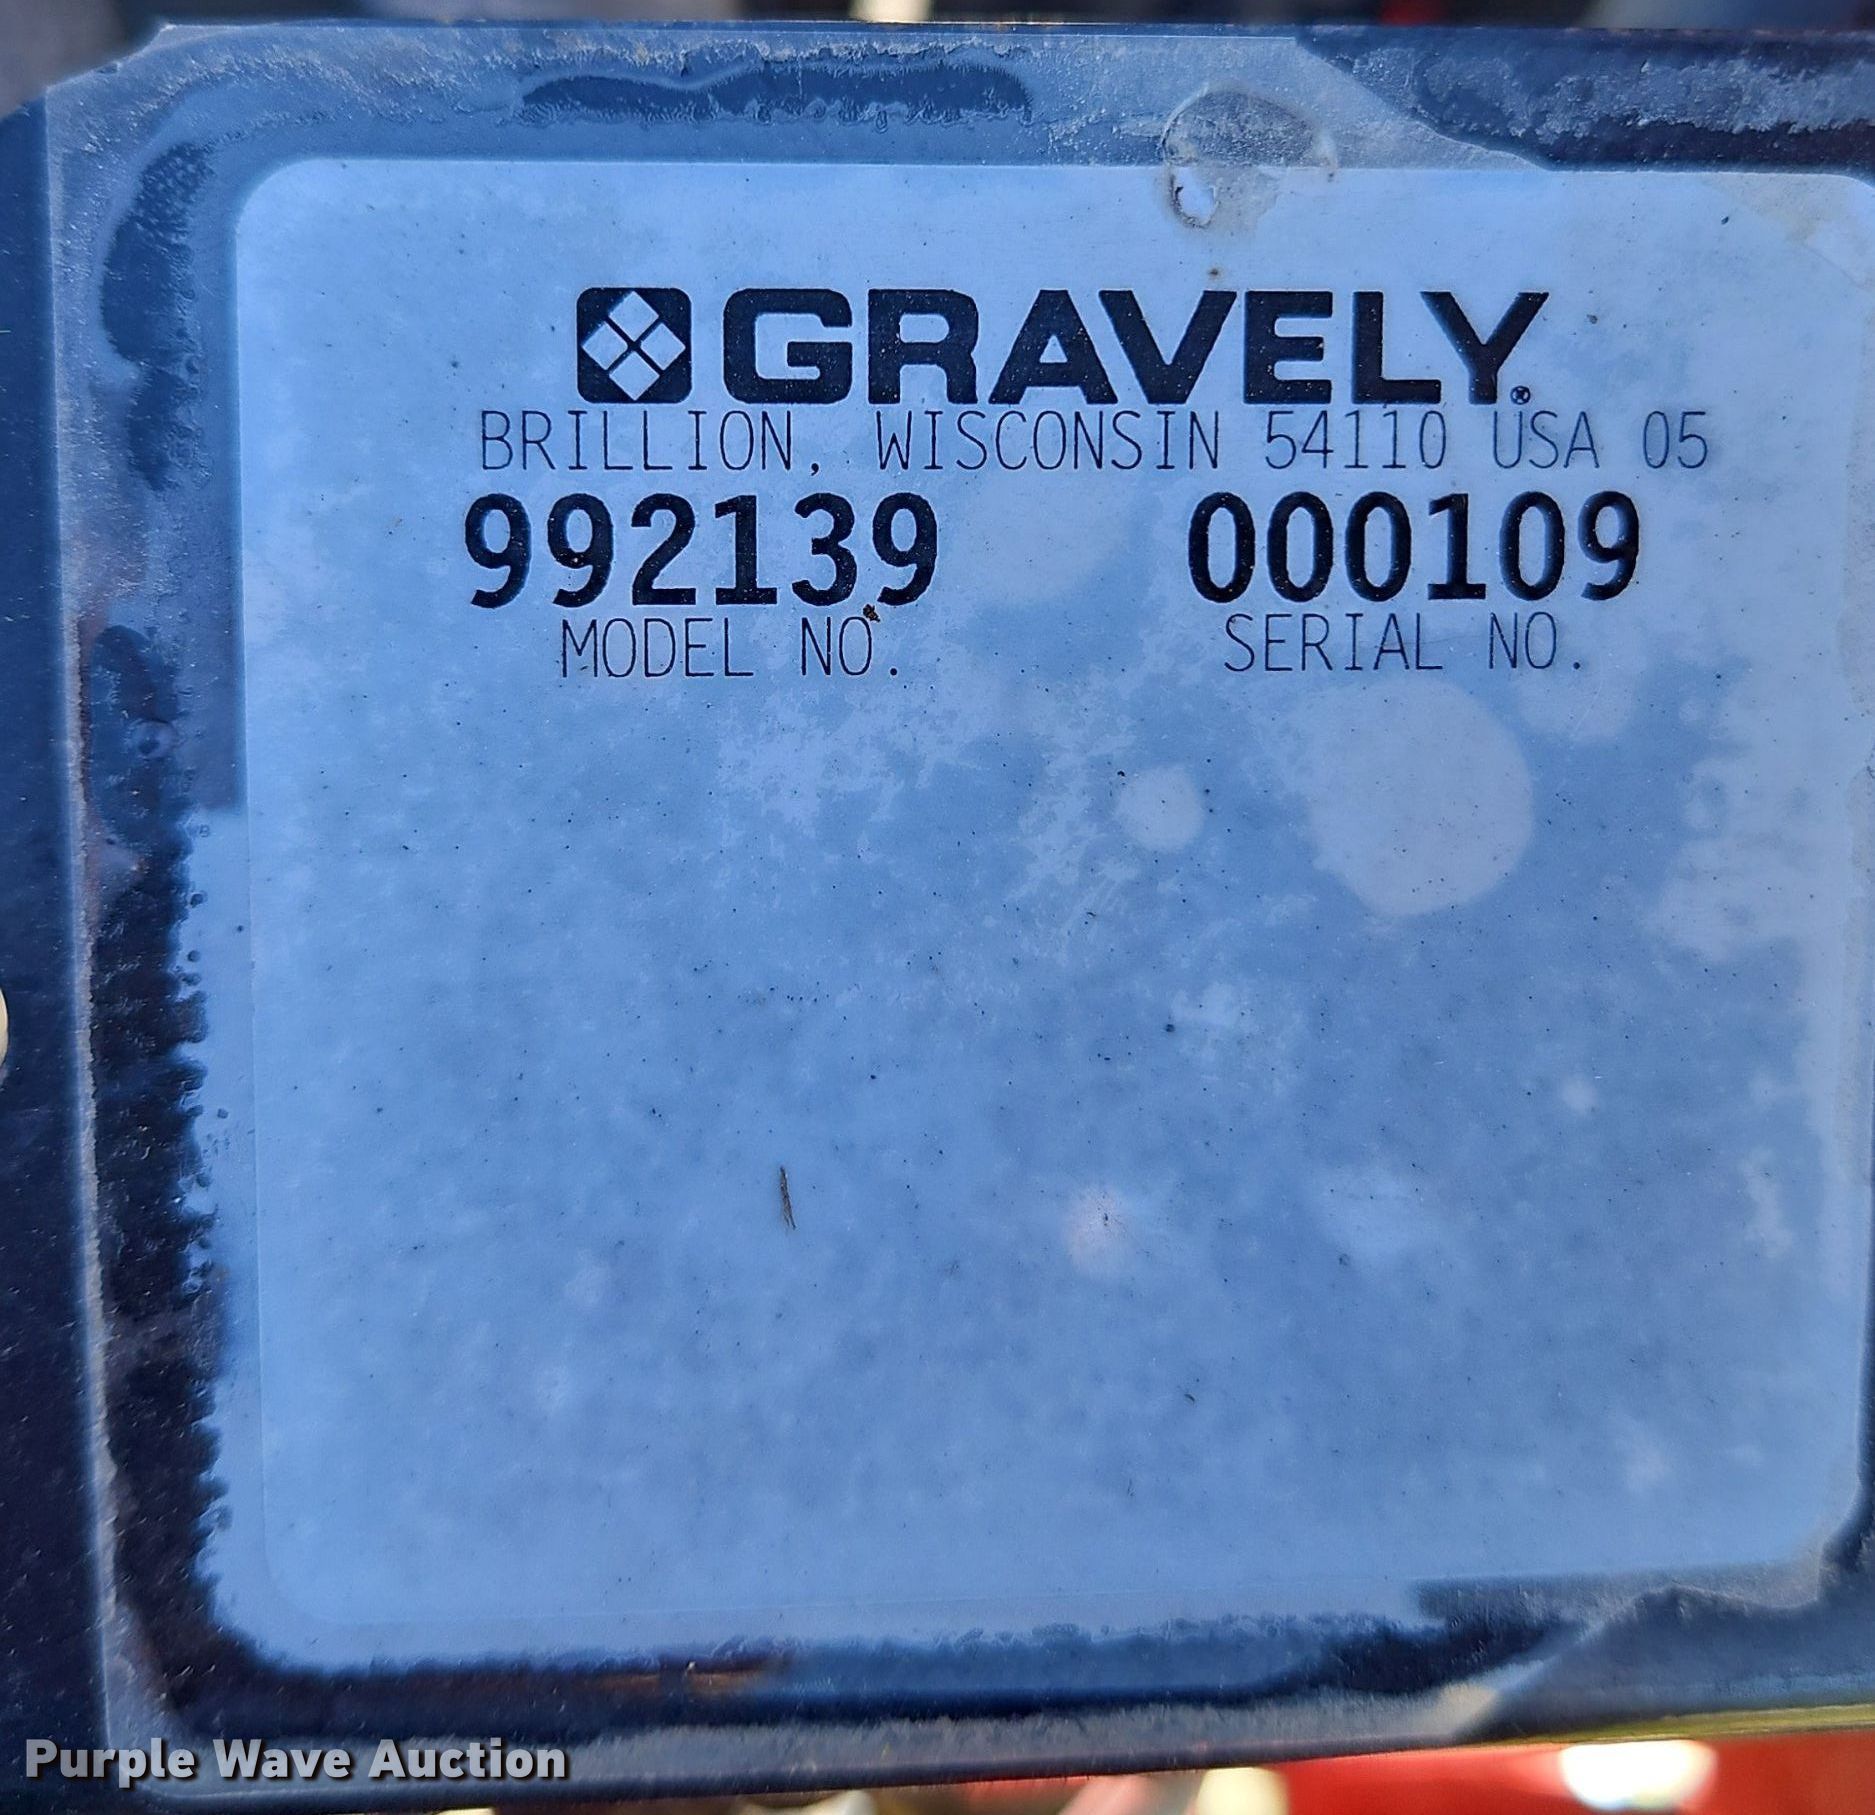 GRAVELY®
BRILLION, WISCONSIN 54110 USA 05
992139 000109
MODEL NO. SERIAL NO.
Purple Wave Auction